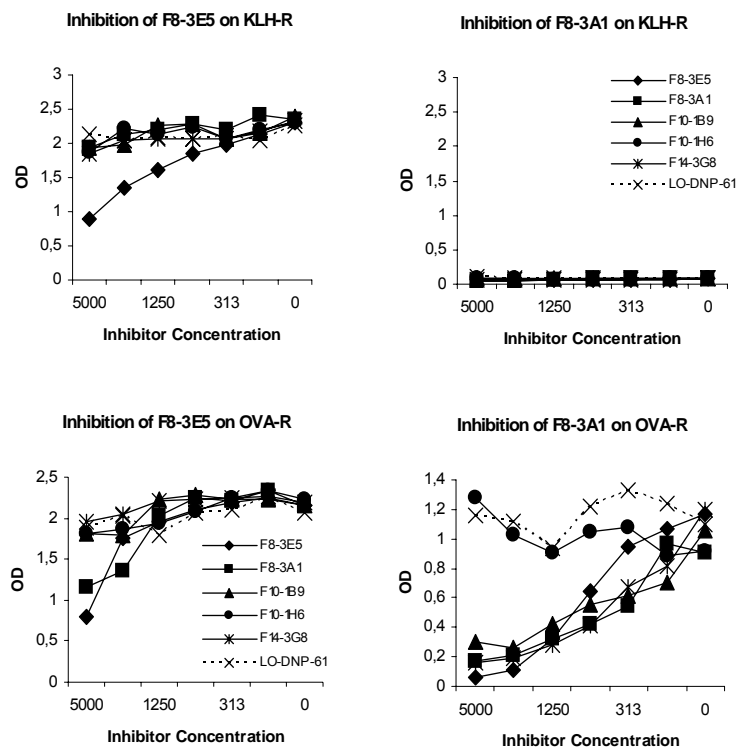 Inhibition of F8-3E5 on KLH-R
3
2,5
2
1,5
1
0,5
0
OD
5000 1250 313 0
Inhibitor Concentration
Inhibition of F8-3A1 on KLH-R
3
2,5
2
1,5
1
0,5
0
OD
F8-3E5
F8-3A1
F10-1B9
F10-1H6
F14-3G8
LO-DNP-61
5000 1250 313 0
Inhibitor Concentration
Inhibition of F8-3E5 on OVA-R
2,5
2
1,5
1
0,5
0
OD
F8-3E5
F8-3A1
F10-1B9
F10-1H6
F14-3G8
LO-DNP-61
5000 1250 313 0
Inhibitor Concentration
Inhibition of F8-3A1 on OVA-R
1,4
1,2
1
0,8
0,6
0,4
0,2
0
OD
5000 1250 313 0
Inhibitor Concentration